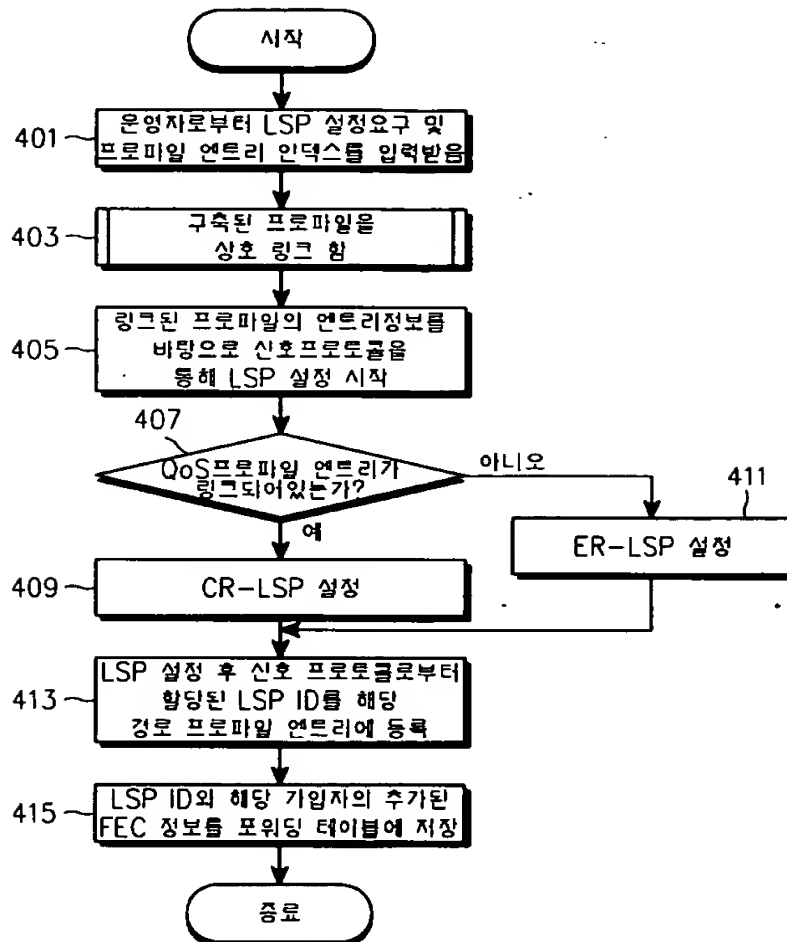 시작
401
운영자로부터 LSP 설정요구 및
프로파일 엔트리 인덱스를 입력받음
403
구축된 프로파일을
상호 링크 함
405
링크된 프로파일의 엔트리정보를
바탕으로 신호프로토콜을
통해 LSP 설정 시작
407
QoS프로파일 엔트리가
링크되어있는가?
아니오
예
411
ER-LSP 설정
409
CR-LSP 설정
413
LSP 설정 후 신호 프로토콜로부터
할당된 LSP ID를 해당
경로 프로파일 엔트리에 등록
415
LSP ID와 해당 가입자의 추가된
FEC 정보를 포워딩 테이블에 저장
종료